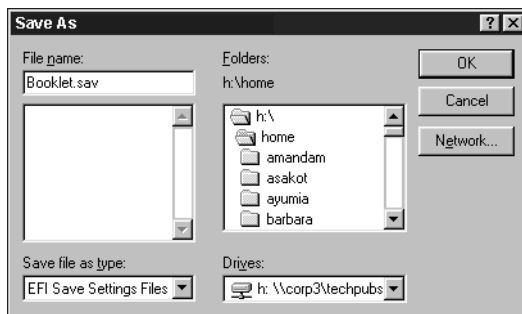 Save As
File name:
Booklet.sav
Folders:
h:\home
h:\
home
amandam
asakot
ayumia
barbara
OK
Cancel
Network...
Save file as type:
EFI Save Settings Files
Drives:
h: \\corp3\techpubs